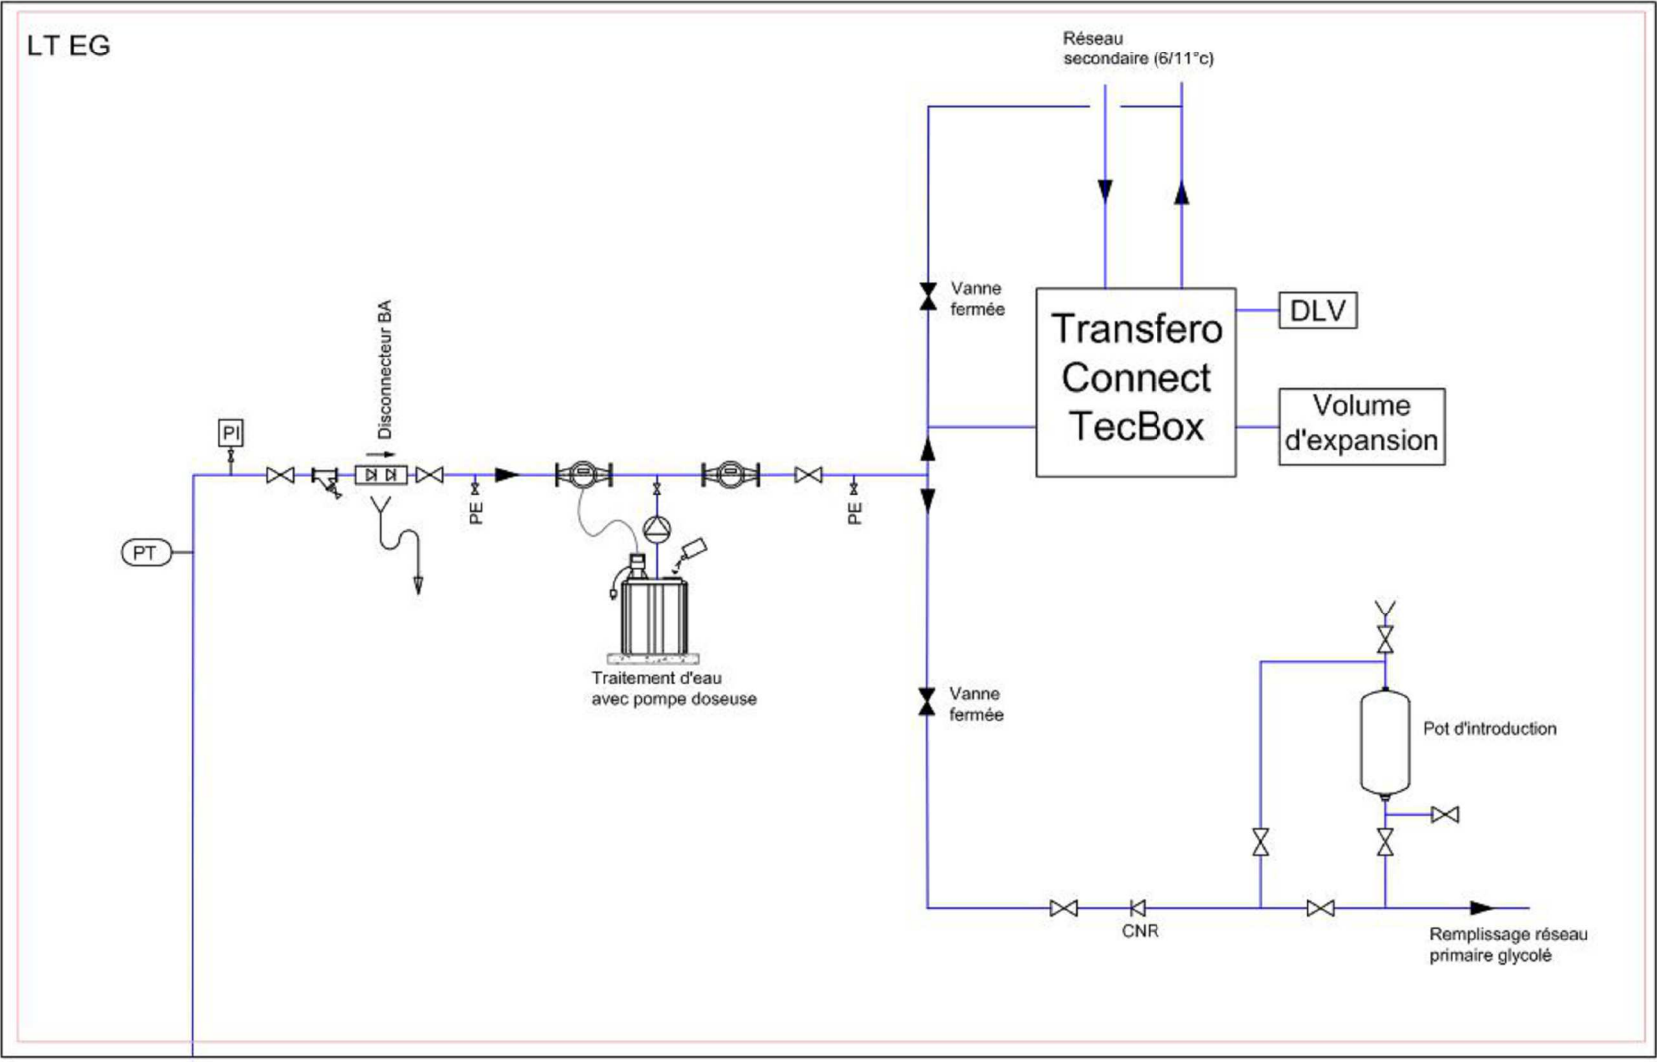 LT EG
Réseau
secondaire (6/11°c)
Vanne
fermée
Transfero
Connect
TecBox
DLV
Volume
d'expansion
Disconnecteur BA
PI
PE
PE
PT
Traitement d'eau
avec pompe doseuse
Vanne
fermée
Pot d'introduction
CNR
Remplissage réseau
primaire glycolé